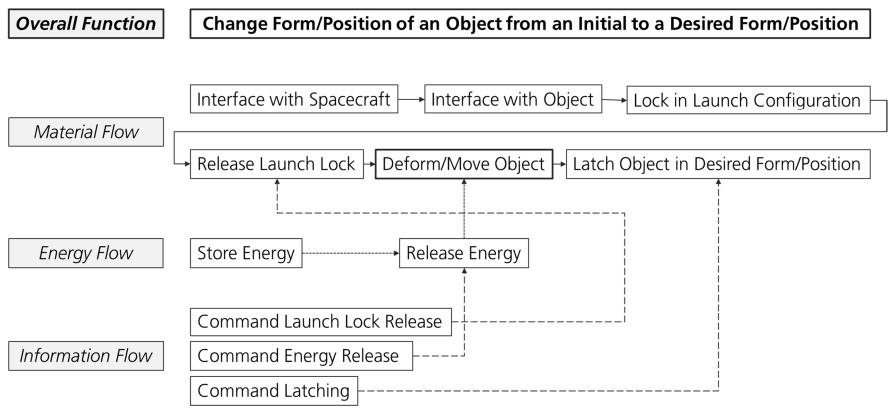 Overall Function
Change Form/Position of an Object from an Initial to a Desired Form/Position
Interface with Spacecraft
Interface with Object
Lock in Launch Configuration
Material Flow
Release Launch Lock
Deform/Move Object
Latch Object in Desired Form/Position
Energy Flow
Store Energy
Release Energy
Command Launch Lock Release
Information Flow
Command Energy Release
Command Latching